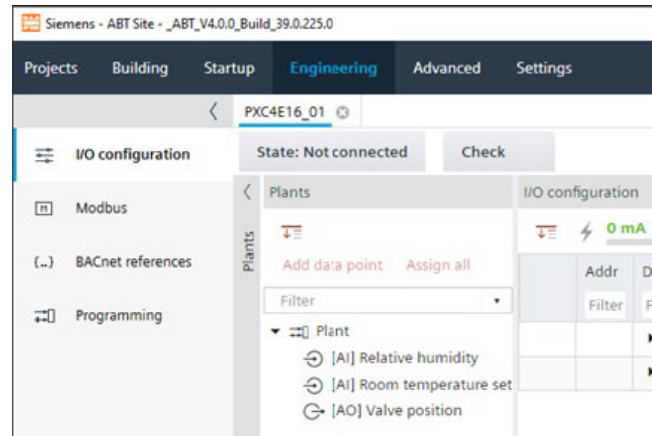 Siemens - ABT Site - _ABT_V4.0.0_Build_39.0.225.0
Projects Building Startup Engineering Advanced Settings
PXC4E16_01
I/O configuration
Modbus
BACnet references
Programming
State: Not connected Check
Plants
Plants
Add data point Assign all
Filter
Plant
[AI] Relative humidity
[AI] Room temperature set
[AO] Valve position
I/O configuration
0 mA
Addr D
Filter F